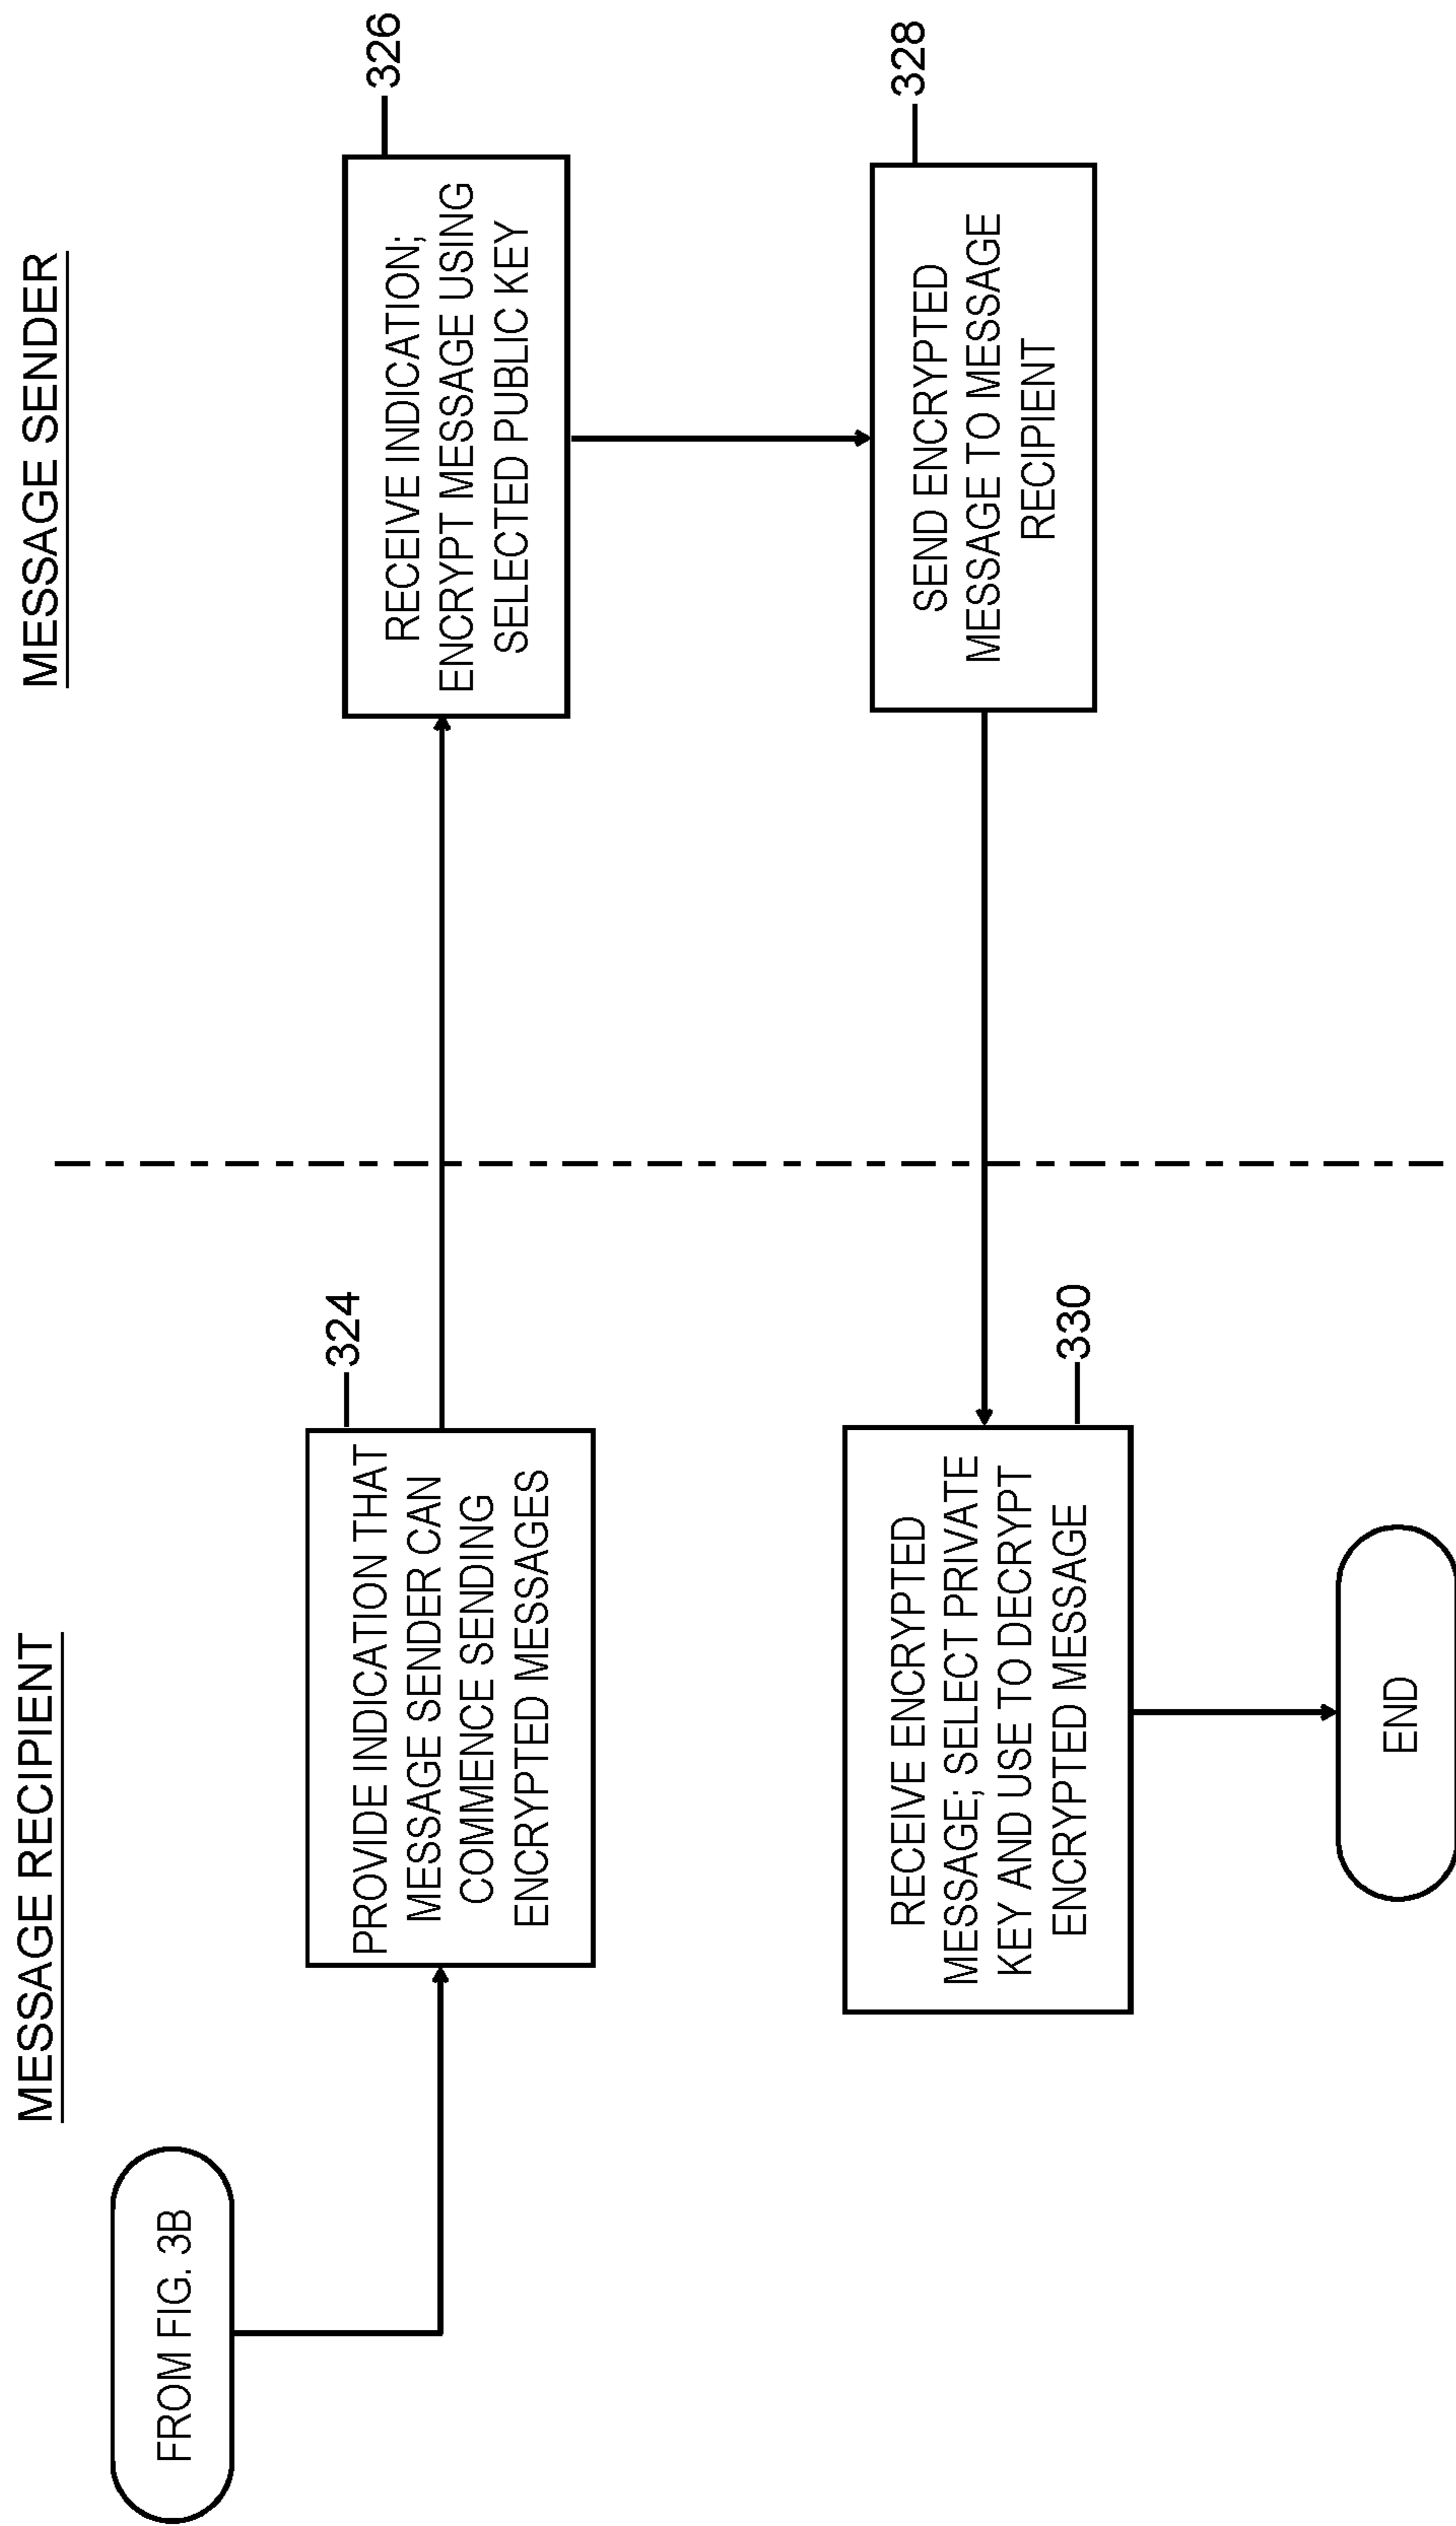 MESSAGE RECIPIENT
MESSAGE SENDER
FROM FIG. 3B
324
PROVIDE INDICATION THAT
MESSAGE SENDER CAN
COMMENCE SENDING
ENCRYPTED MESSAGES
326
RECEIVE INDICATION;
ENCRYPT MESSAGE USING
SELECTED PUBLIC KEY
328
SEND ENCRYPTED
MESSAGE TO MESSAGE
RECIPIENT
330
RECEIVE ENCRYPTED
MESSAGE; SELECT PRIVATE
KEY AND USE TO DECRYPT
ENCRYPTED MESSAGE
END